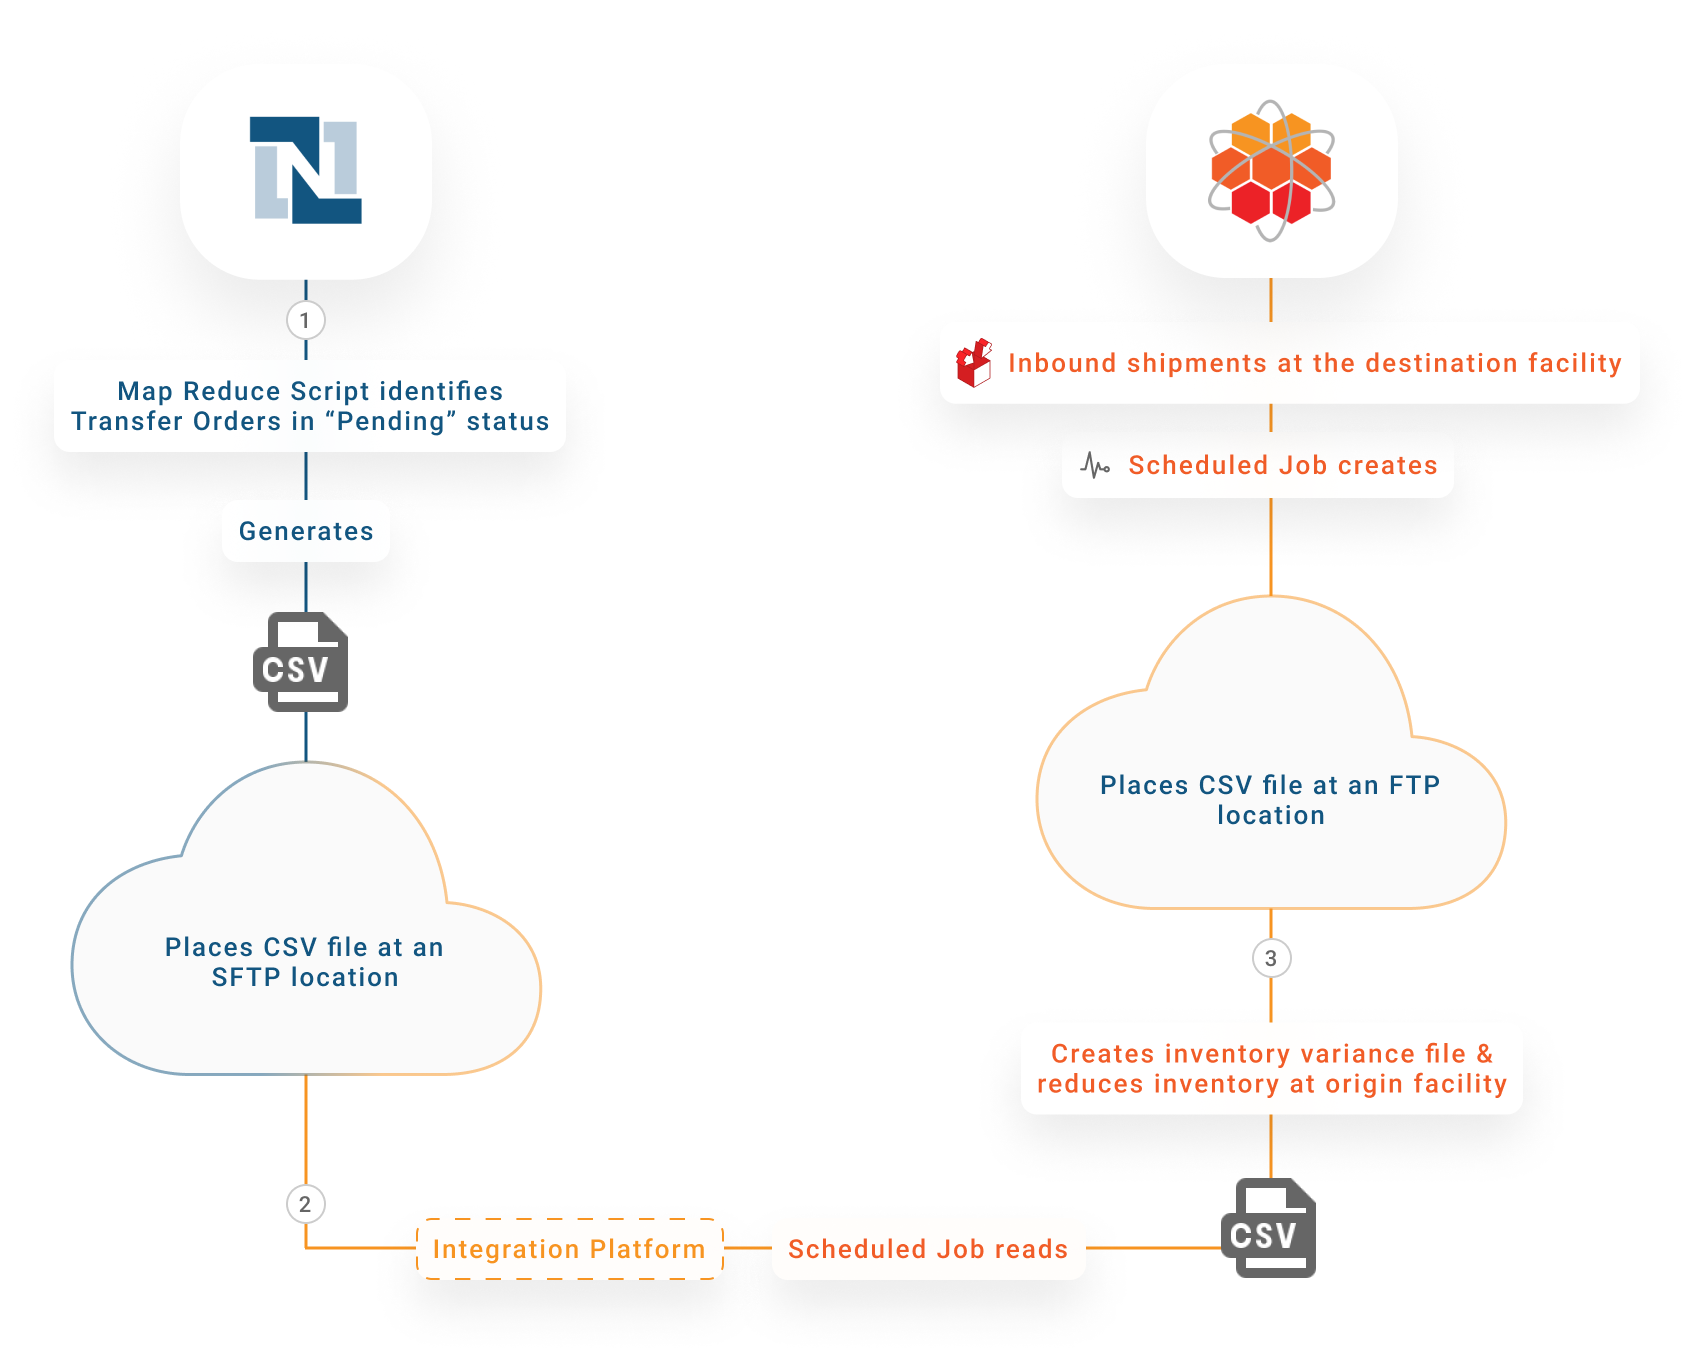 1
Map Reduce Script identifies
Transfer Orders in “Pending” status
Generates
CSV
Places CSV file at an
SFTP location
2
Integration Platform
Scheduled Job reads
CSV
Creates inventory variance file &
reduces inventory at origin facility
3
Places CSV file at an FTP
location
Scheduled Job creates
Inbound shipments at the destination facility